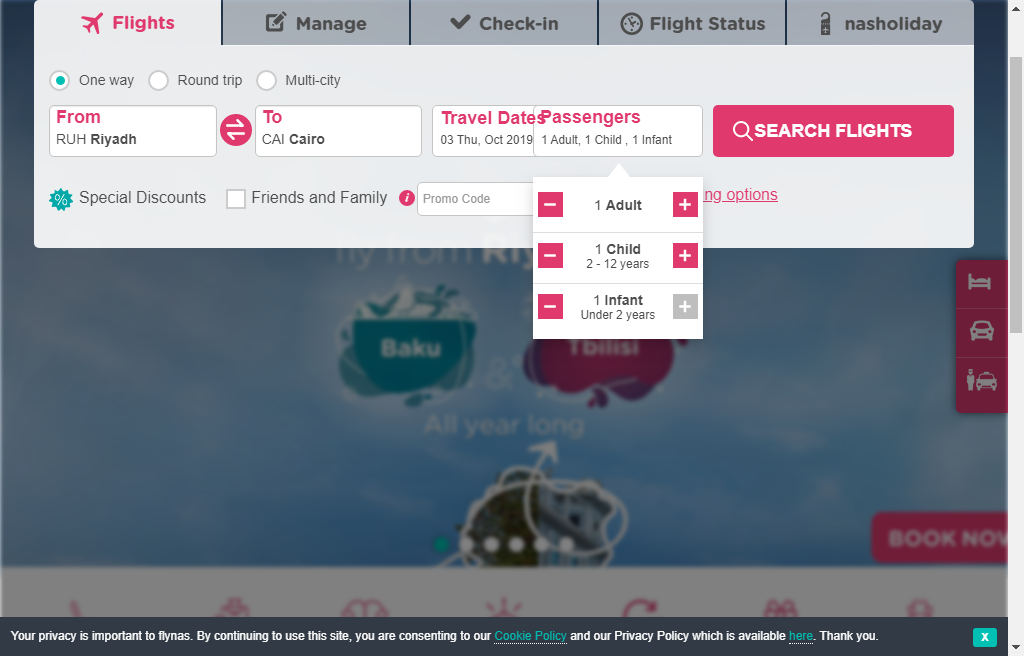 Flights
Manage
Check-in
Flight Status
nasholiday
One way
Round trip
Multi-city
From
RUH Riyadh
To
CAI Cairo
Travel Dates
03 Thu, Oct 2019
Passengers
1 Adult, 1 Child , 1 Infant
SEARCH FLIGHTS
Special Discounts
Friends and Family
i
Promo Code
ng options
1 Adult
1 Child
2 - 12 years
1 Infant
Under 2 years
fly from Riy
Baku
Tbilisi
&
All year long
BOOK NOW
Your privacy is important to flynas. By continuing to use this site, you are consenting to our Cookie Policy and our Privacy Policy which is available here. Thank you.
X